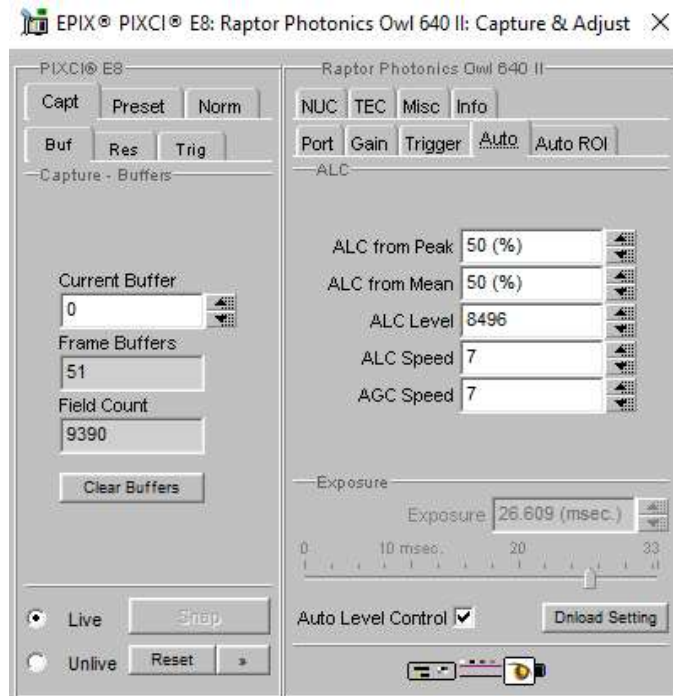 EPIX® PIXCI® E8: Raptor Photonics Owl 640 II: Capture & Adjust
PIXCI® E8
Capt Preset Norm
Buf Res Trig
Capture - Buffers
Current Buffer
0
Frame Buffers
51
Field Count
9390
Clear Buffers
Live Snap
Unlive Reset »
Raptor Photonics Owl 640 II
NUC TEC Misc Info
Port Gain Trigger Auto Auto ROI
ALC
ALC from Peak 50 (%)
ALC from Mean 50 (%)
ALC Level 8496
ALC Speed 7
AGC Speed 7
Exposure
Exposure 26.609 (msec.)
0 10 msec. 20 33
Auto Level Control Dnload Setting